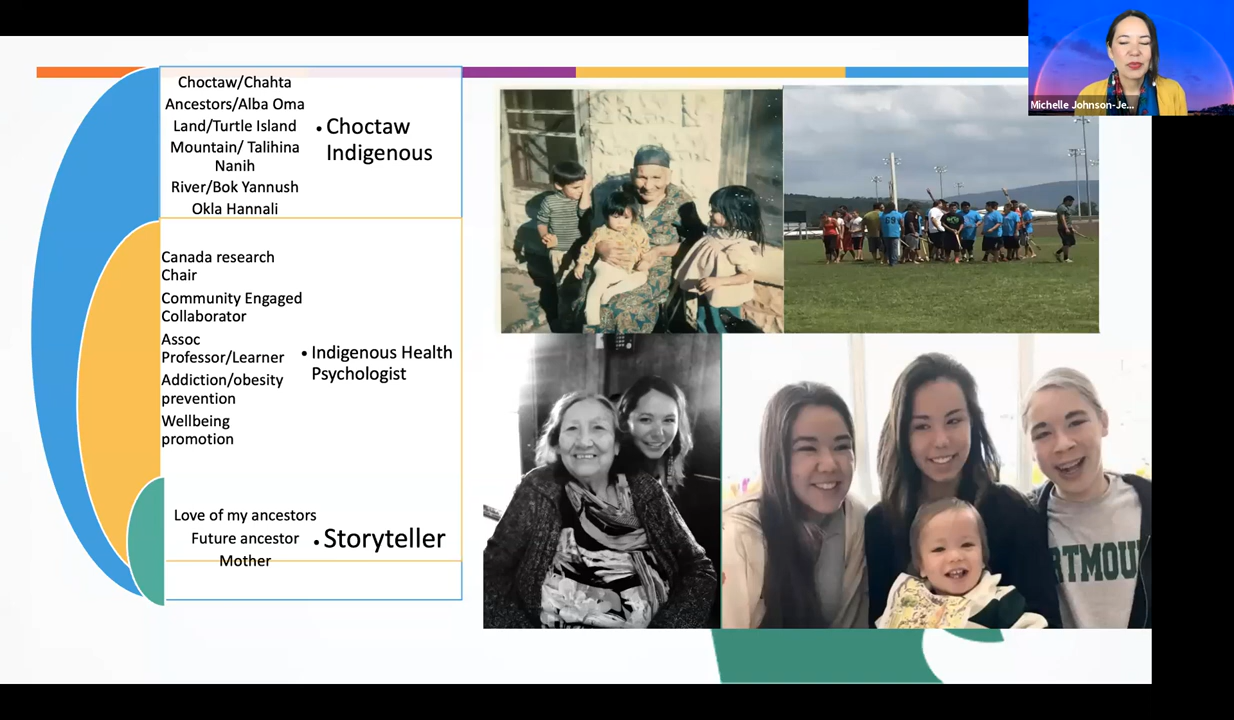 Michelle Johnson-Je...
Choctaw/Chahta
Ancestors/Alba Oma
Land/Turtle Island
Mountain/ Talihina
Nanih
River/Bok Yannush
Okla Hannali
• Choctaw
Indigenous
Canada research
Chair
Community Engaged
Collaborator
Assoc
Professor/Learner
Addiction/obesity
prevention
Wellbeing
promotion
• Indigenous Health
Psychologist
Love of my ancestors
Future ancestor
Mother
• Storyteller
RTMOU